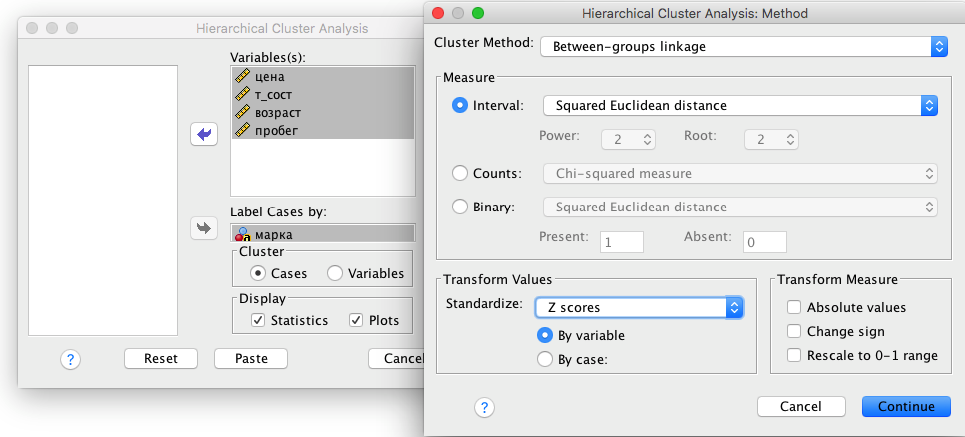 Hierarchical Cluster Analysis
Variables(s):
цена
т_сост
возраст
пробег
Label Cases by:
марка
Cluster
Cases Variables
Display
Statistics Plots
? Reset Paste Cancel
Hierarchical Cluster Analysis: Method
Cluster Method: Between-groups linkage
Measure
Interval: Squared Euclidean distance
Power: 2 Root: 2
Counts: Chi-squared measure
Binary: Squared Euclidean distance
Present: 1 Absent: 0
Transform Values
Standardize: Z scores
By variable
By case:
Transform Measure
Absolute values
Change sign
Rescale to 0-1 range
? Cancel Continue